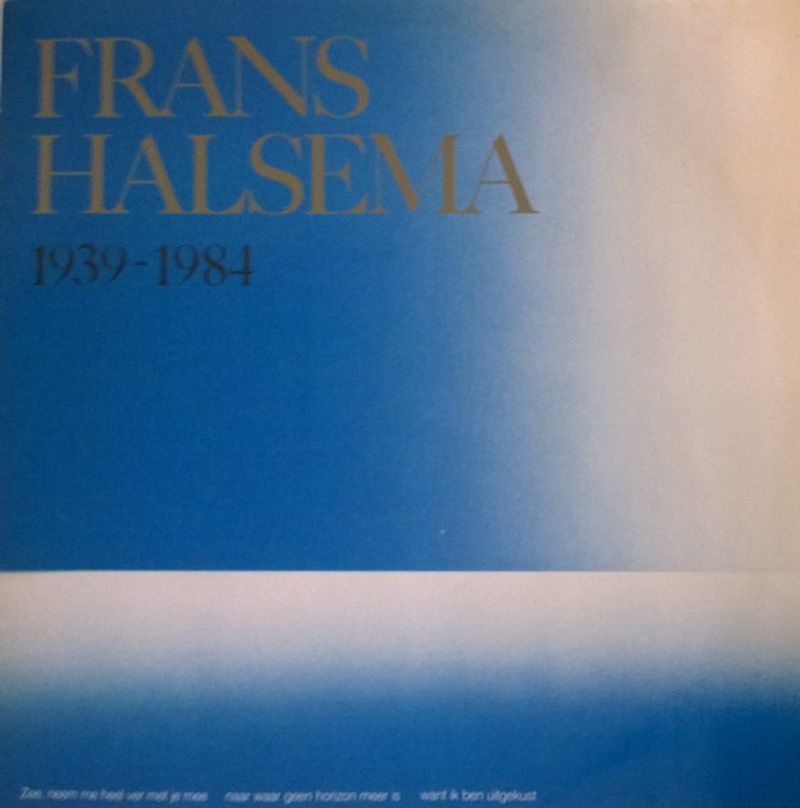 FRANS
HALSEMA
1939-1984
Zee, neem me heel ver met je mee naar waar geen horizon meer is want ik ben uitgekust